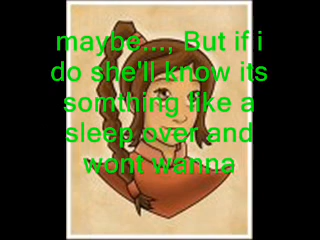 maybe..., But if i
do she'll know its
somthing like a
sleep over and
wont wanna